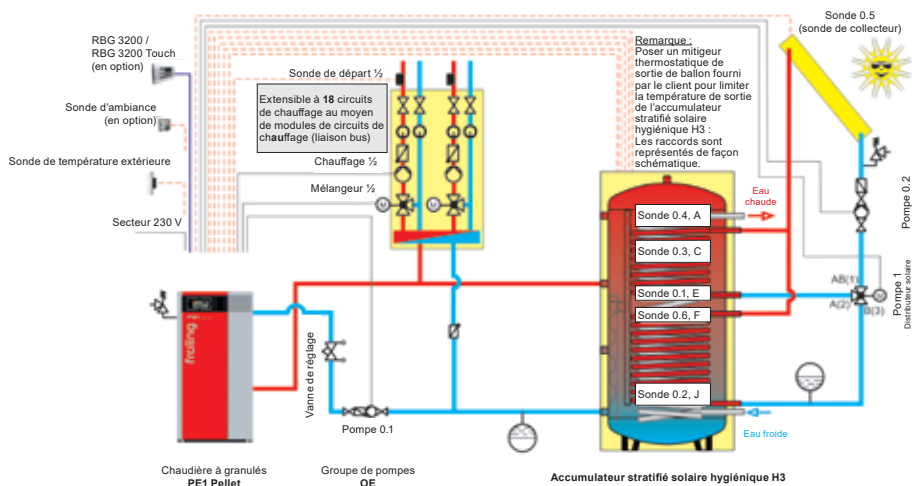 RBG 3200 /
RBG 3200 Touch
(en option)
Sonde d'ambiance
(en option)
Sonde de température extérieure
Secteur 230 V
Sonde de départ ½
Extensible à 18 circuits
de chauffage au moyen
de modules de circuits de
chauffage (liaison bus)
Chauffage ½
Mélangeur ½
M
M
Remarque :
Poser un mitigeur
thermostatique de
sortie de ballon fourni
par le client pour limiter
la température de sortie
de l'accumulateur
stratifié solaire
hygiénique H3 :
Les raccords sont
représentés de façon
schématique.
Sonde 0.5
(sonde de collecteur)
Pompe 0.2
Eau
chaude
Sonde 0.4, A
Sonde 0.3, C
Sonde 0.1, E
Sonde 0.6, F
Sonde 0.2, J
AB(1)
A(2)
B(3)
M
Pompe 1
Distributeur solaire
froling
Vanne de réglage
Pompe 0.1
Eau froide
Chaudière à granulés
PE1 Pellet
Groupe de pompes
OE
Accumulateur stratifié solaire hygiénique H3